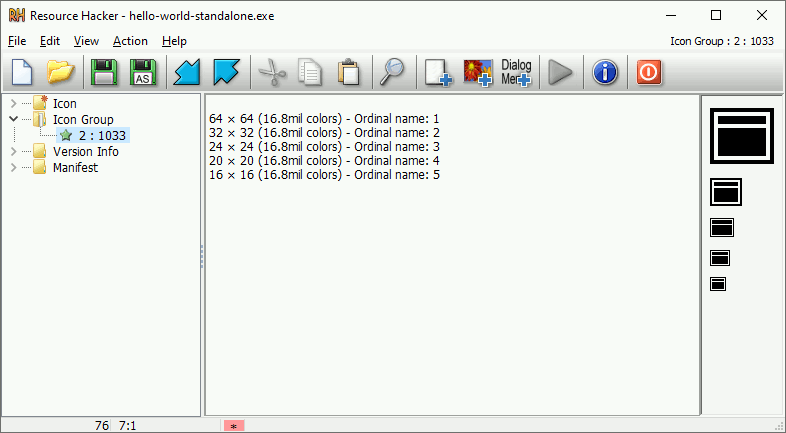 RH Resource Hacker - hello-world-standalone.exe
File Edit View Action Help Icon Group : 2 : 1033
AS Dialog
Menu
Icon
Icon Group
2 : 1033
Version Info
Manifest
64 × 64 (16.8mil colors) - Ordinal name: 1
32 × 32 (16.8mil colors) - Ordinal name: 2
24 × 24 (16.8mil colors) - Ordinal name: 3
20 × 20 (16.8mil colors) - Ordinal name: 4
16 × 16 (16.8mil colors) - Ordinal name: 5
76 7:1 *